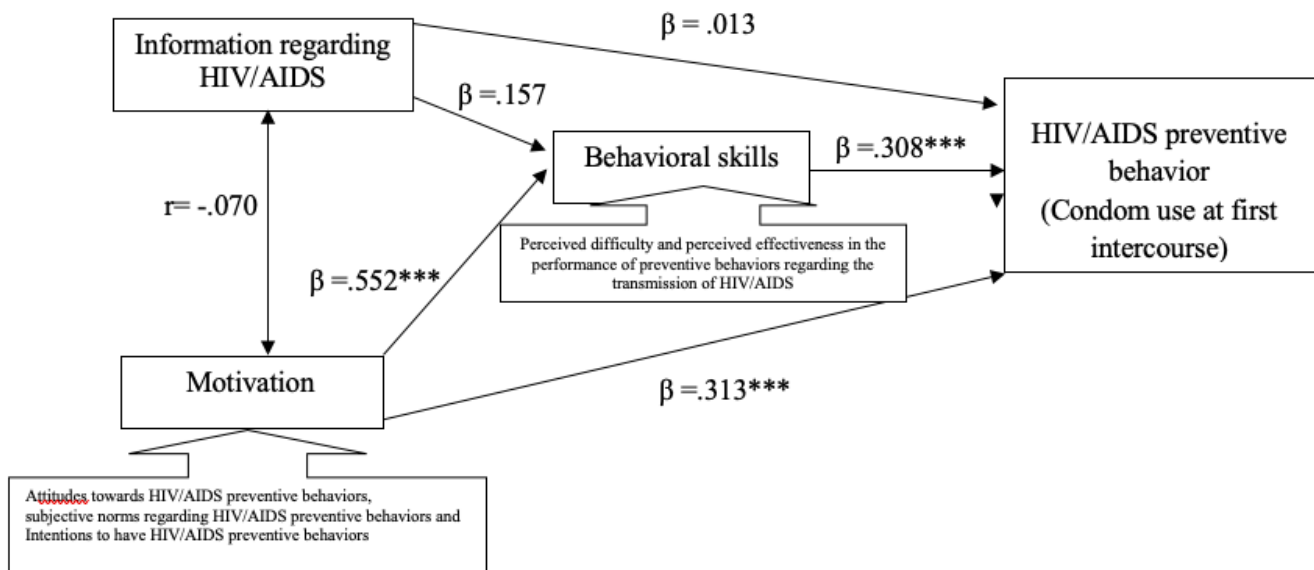 Information regarding
HIV/AIDS
β = .013
β =.157
HIV/AIDS preventive
behavior
(Condom use at first
intercourse)
Behavioral skills
β =.308***
r= -.070
Perceived difficulty and perceived effectiveness in the
performance of preventive behaviors regarding the
transmission of HIV/AIDS
β =.552***
Motivation
β =.313***
Attitudes towards HIV/AIDS preventive behaviors,
subjective norms regarding HIV/AIDS preventive behaviors and
Intentions to have HIV/AIDS preventive behaviors